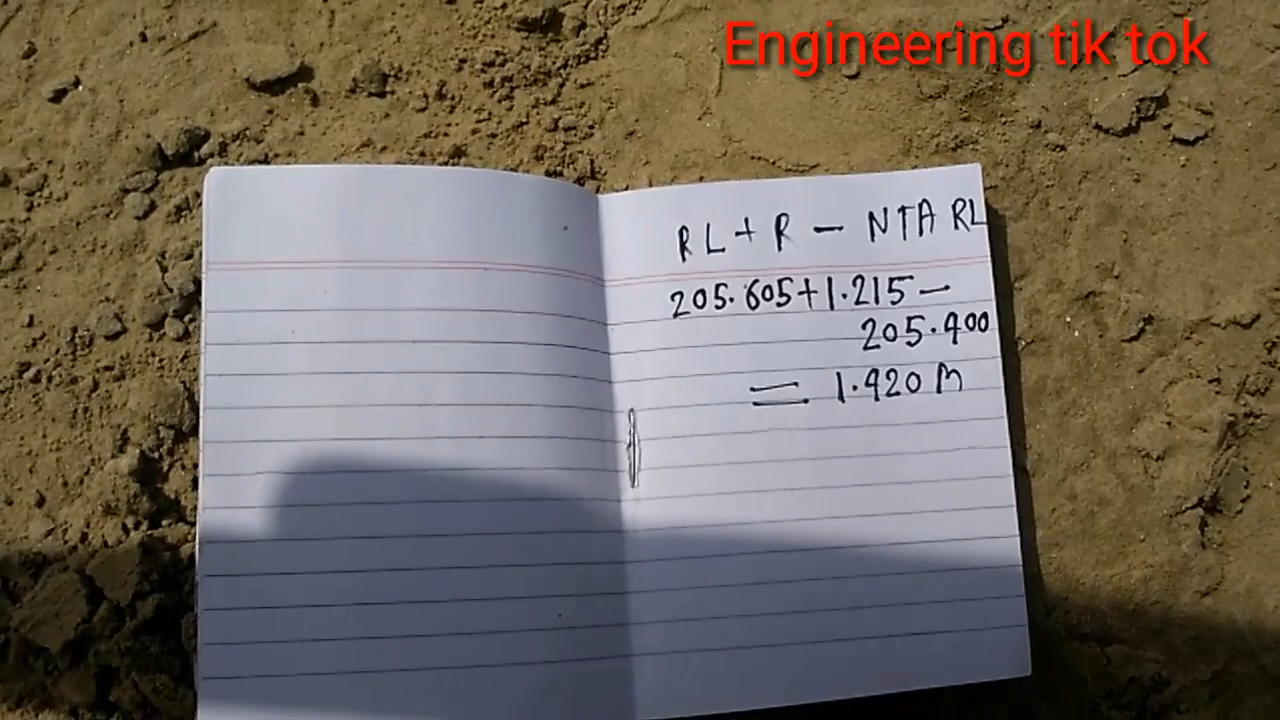 Engineering tik tok
RL + R - NTA RL
205.605+1.215-
205.400
= 1.420 m